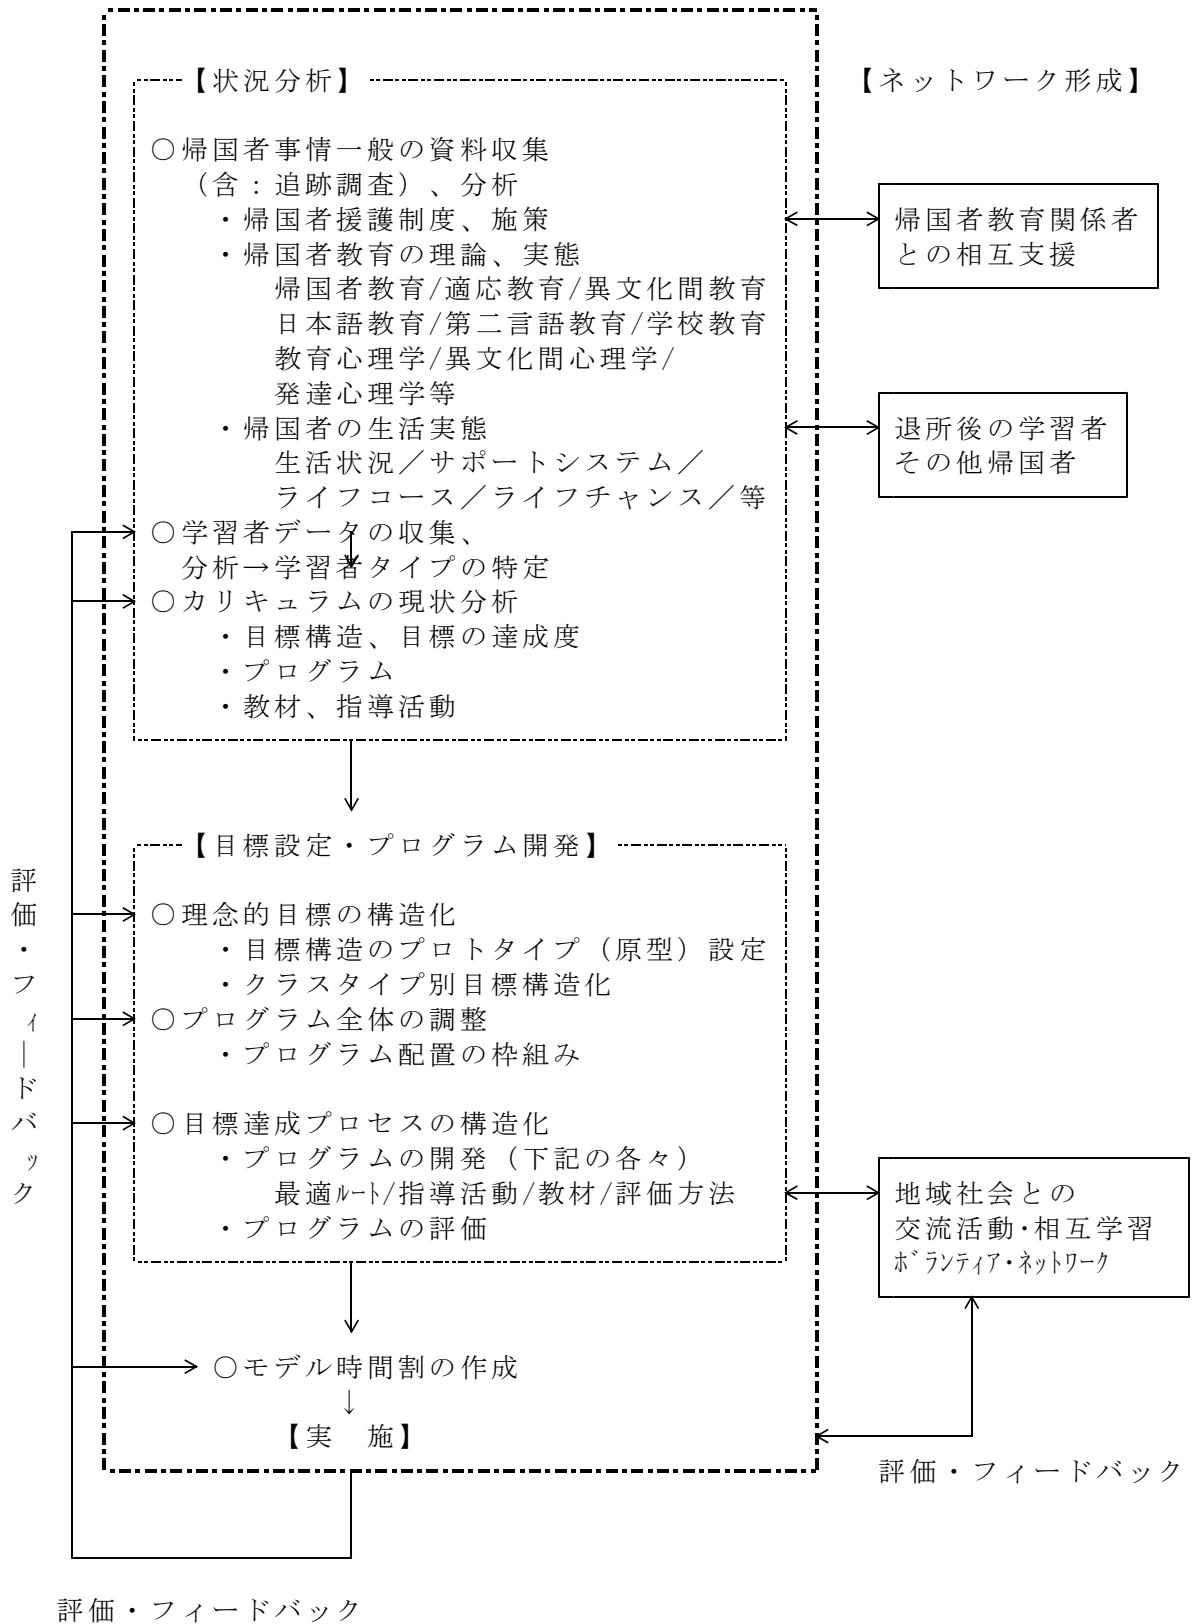 【状況分析】
○帰国者事情一般の資料収集
（含：追跡調査）、分析
・帰国者援護制度、施策
・帰国者教育の理論、実態
帰国者教育/適応教育/異文化間教育
日本語教育/第二言語教育/学校教育
教育心理学/異文化間心理学/
発達心理学等
・帰国者の生活実態
生活状況／サポートシステム／
ライフコース／ライフチャンス／等
○学習者データの収集、
分析→学習者タイプの特定
○カリキュラムの現状分析
・目標構造、目標の達成度
・プログラム
・教材、指導活動
【目標設定・プログラム開発】
○理念的目標の構造化
・目標構造のプロトタイプ（原型）設定
・クラスタイプ別目標構造化
○プログラム全体の調整
・プログラム配置の枠組み
○目標達成プロセスの構造化
・プログラムの開発（下記の各々）
最適ﾙｰﾄ/指導活動/教材/評価方法
・プログラムの評価
○モデル時間割の作成
↓
【実　施】
【ネットワーク形成】
帰国者教育関係者
との相互支援
退所後の学習者
その他帰国者
地域社会との
交流活動･相互学習
ﾎﾞﾗﾝﾃｨｱ･ﾈｯﾄﾜｰｸ
評価・フィードバック
評価・フィードバック
評価・フィードバック